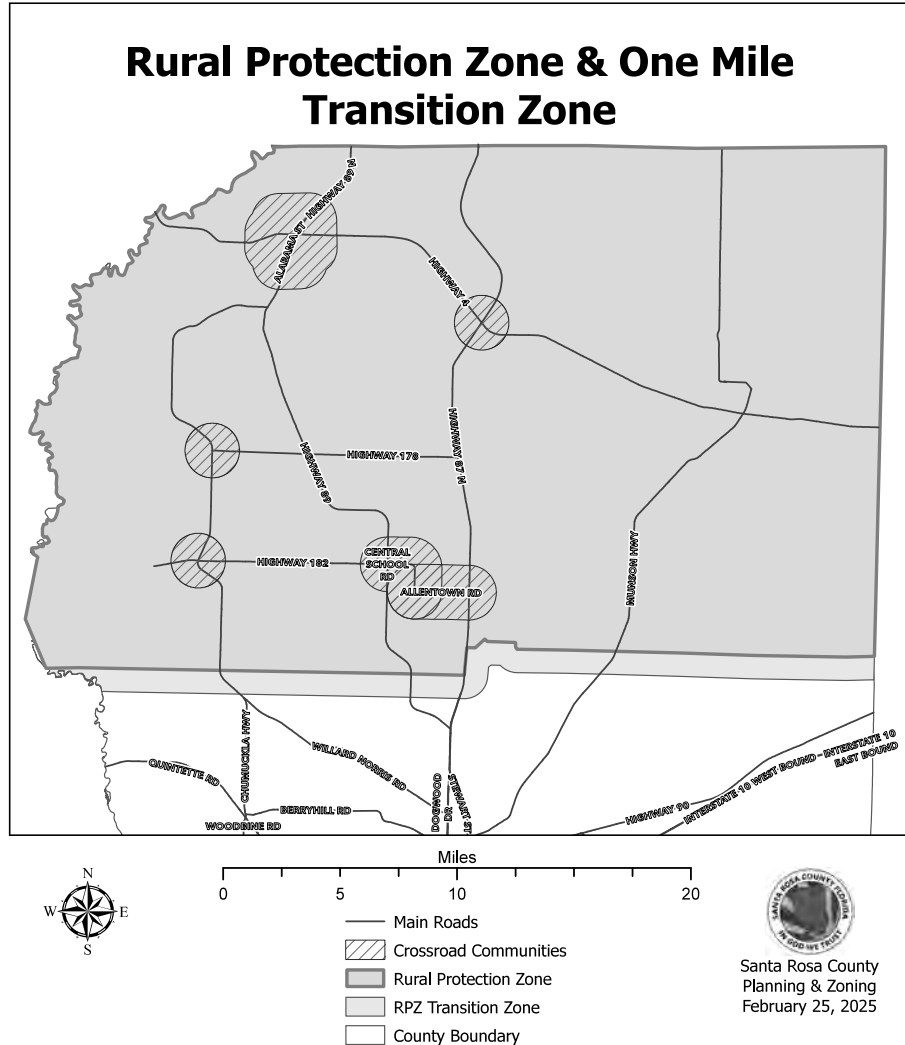 Rural Protection Zone & One Mile
Transition Zone
ALABAMA ST - HIGHWAY 89 N
HIGHWAY 4
HIGHWAY 87 N
HIGHWAY 178
HIGHWAY 89
CENTRAL
SCHOOL
RD
HIGHWAY 182
ALLENTOWN RD
MUNSON HWY
CHUMUCKLA HWY
WILLARD NORRIS RD
QUINTETTE RD
BERRYHILL RD
WOODBINE RD
DOGWOOD
DR
STEWART ST
HIGHWAY 90
INTERSTATE 10 WEST BOUND - INTERSTATE 10
EAST BOUND
Miles
0 5 10 20
N
W E
S
Main Roads
Crossroad Communities
Rural Protection Zone
RPZ Transition Zone
County Boundary
SANTA ROSA COUNTY FLORIDA
IN GOD WE TRUST
Santa Rosa County
Planning & Zoning
February 25, 2025